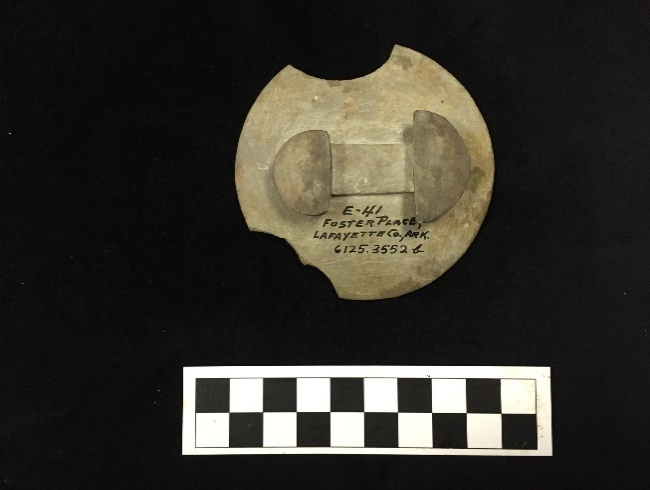 E-41
FOSTER PLACE,
LAFAYETTE CO., ARK.
6125.3552 b